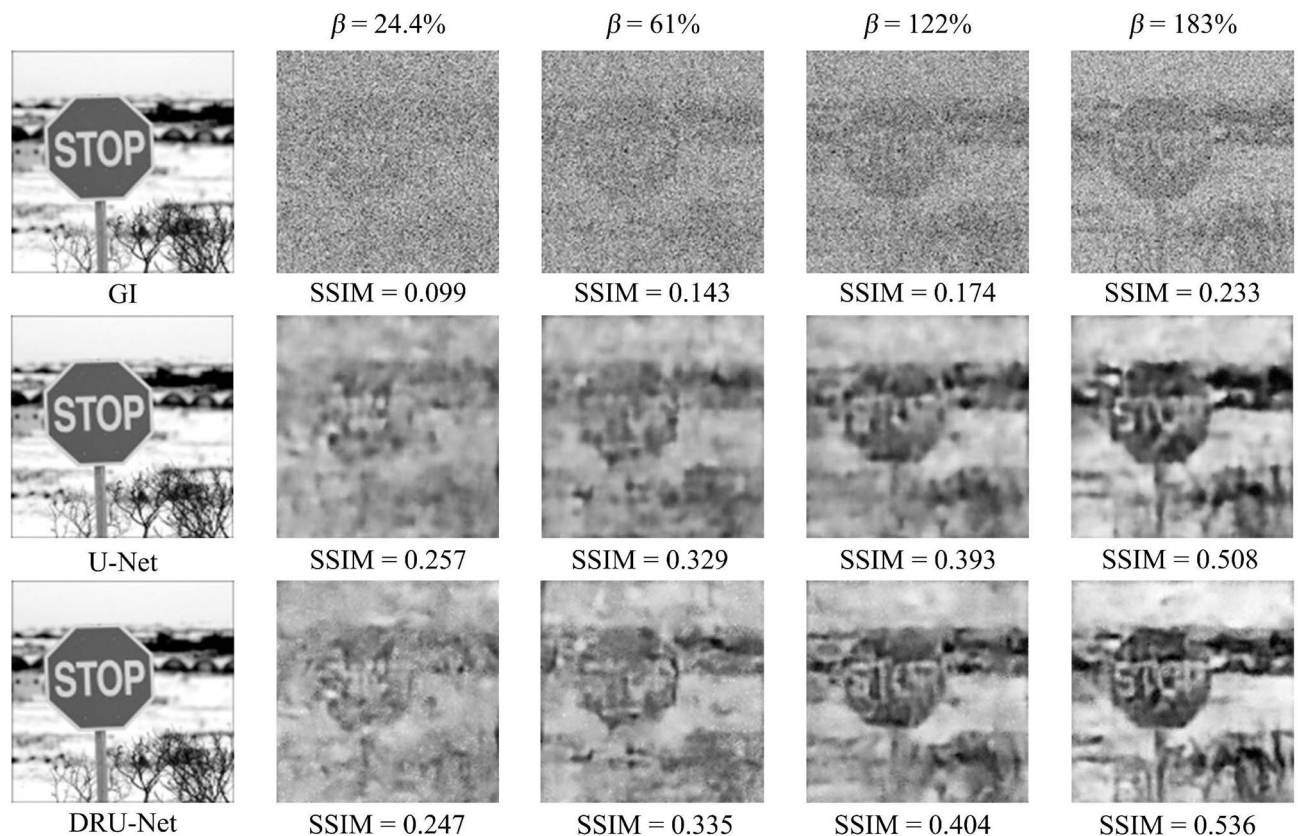 β = 24.4% β = 61% β = 122% β = 183%
STOP
GI SSIM = 0.099 SSIM = 0.143 SSIM = 0.174 SSIM = 0.233
STOP
U-Net SSIM = 0.257 SSIM = 0.329 SSIM = 0.393 SSIM = 0.508
STOP
DRU-Net SSIM = 0.247 SSIM = 0.335 SSIM = 0.404 SSIM = 0.536